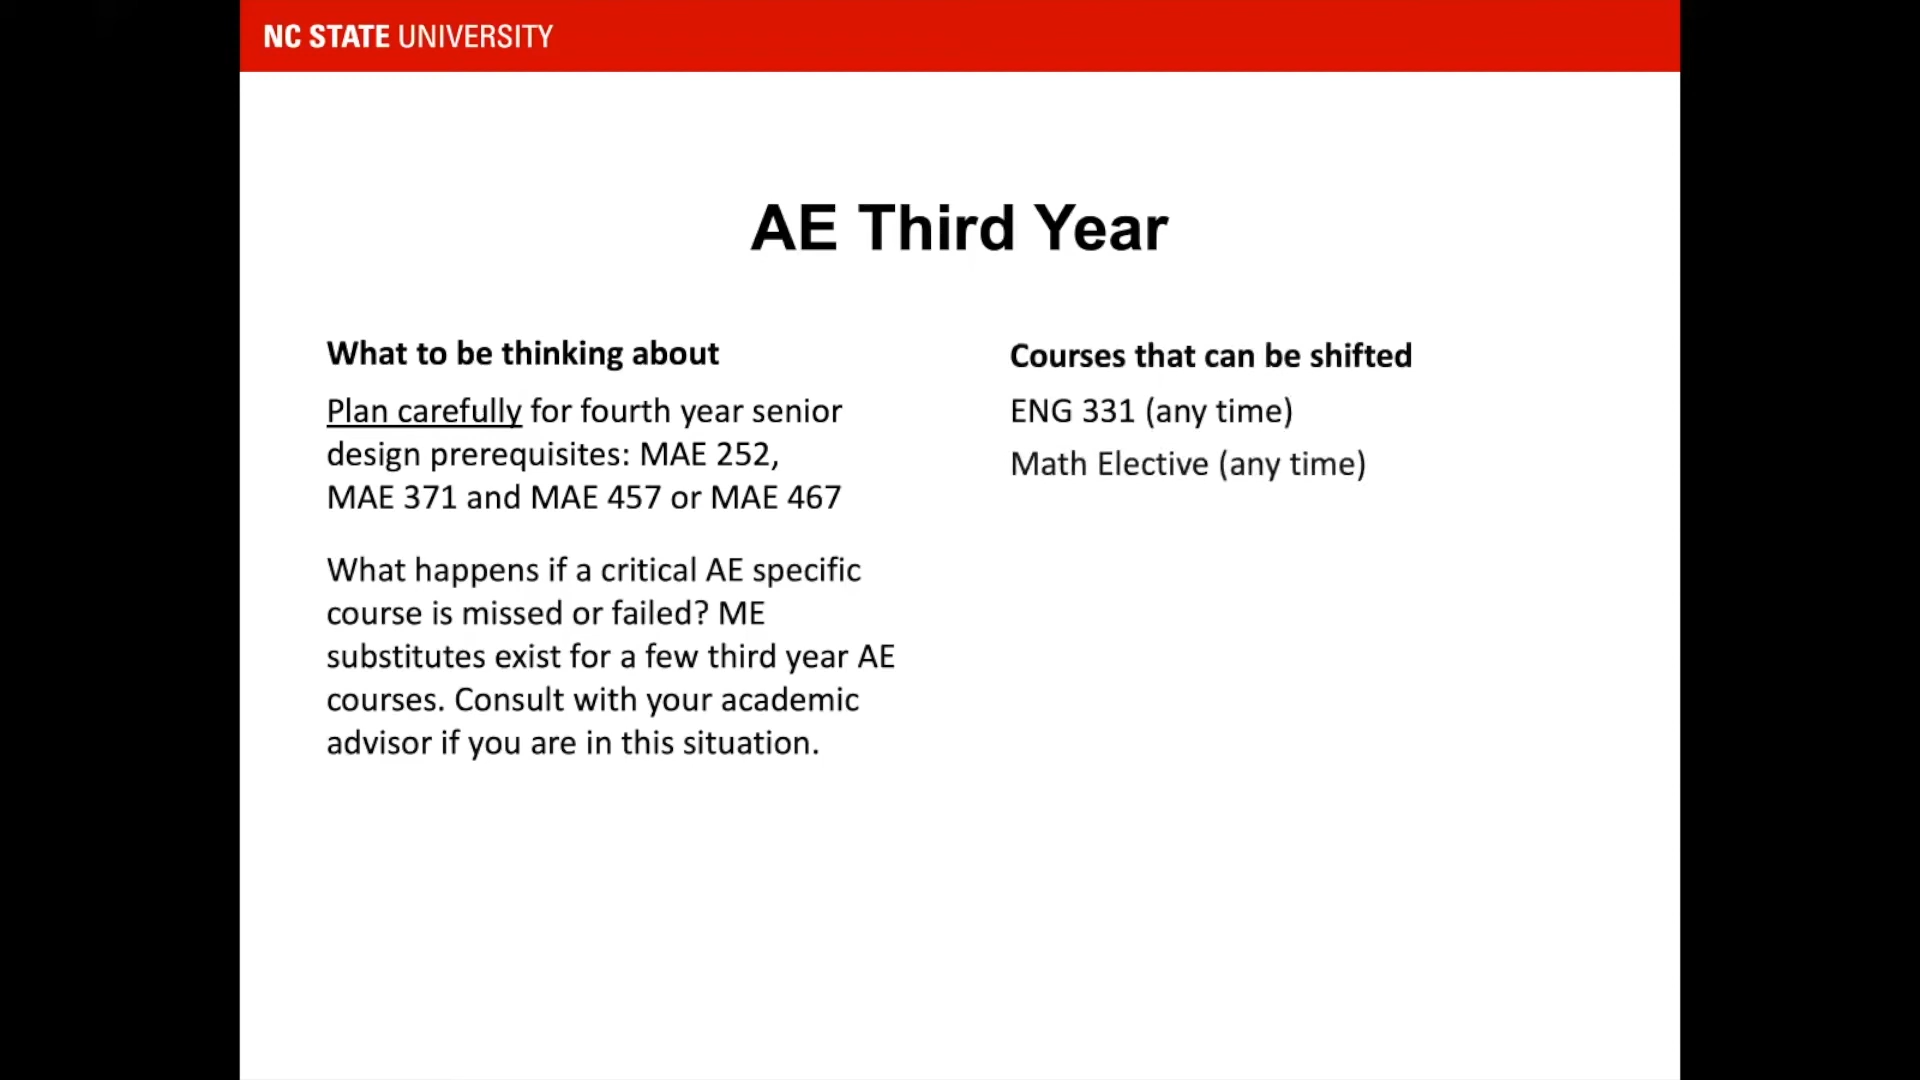 NC STATE UNIVERSITY
AE Third Year
What to be thinking about
Plan carefully for fourth year senior
design prerequisites: MAE 252,
MAE 371 and MAE 457 or MAE 467
What happens if a critical AE specific
course is missed or failed? ME
substitutes exist for a few third year AE
courses. Consult with your academic
advisor if you are in this situation.
Courses that can be shifted
ENG 331 (any time)
Math Elective (any time)